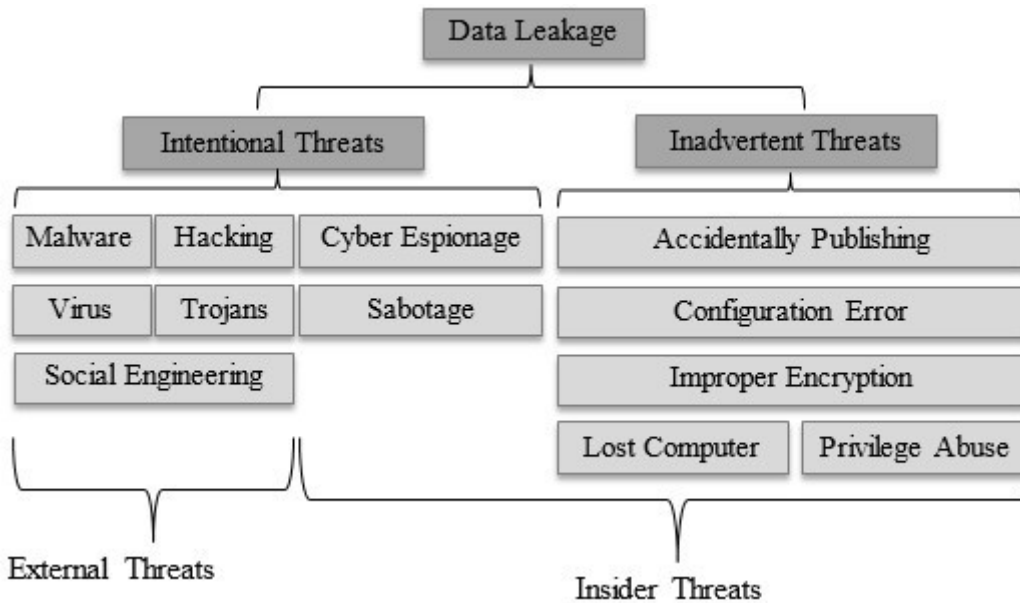 Data Leakage
Intentional Threats
Inadvertent Threats
Malware
Hacking
Cyber Espionage
Accidentally Publishing
Virus
Trojans
Sabotage
Configuration Error
Social Engineering
Improper Encryption
Lost Computer
Privilege Abuse
External Threats
Insider Threats